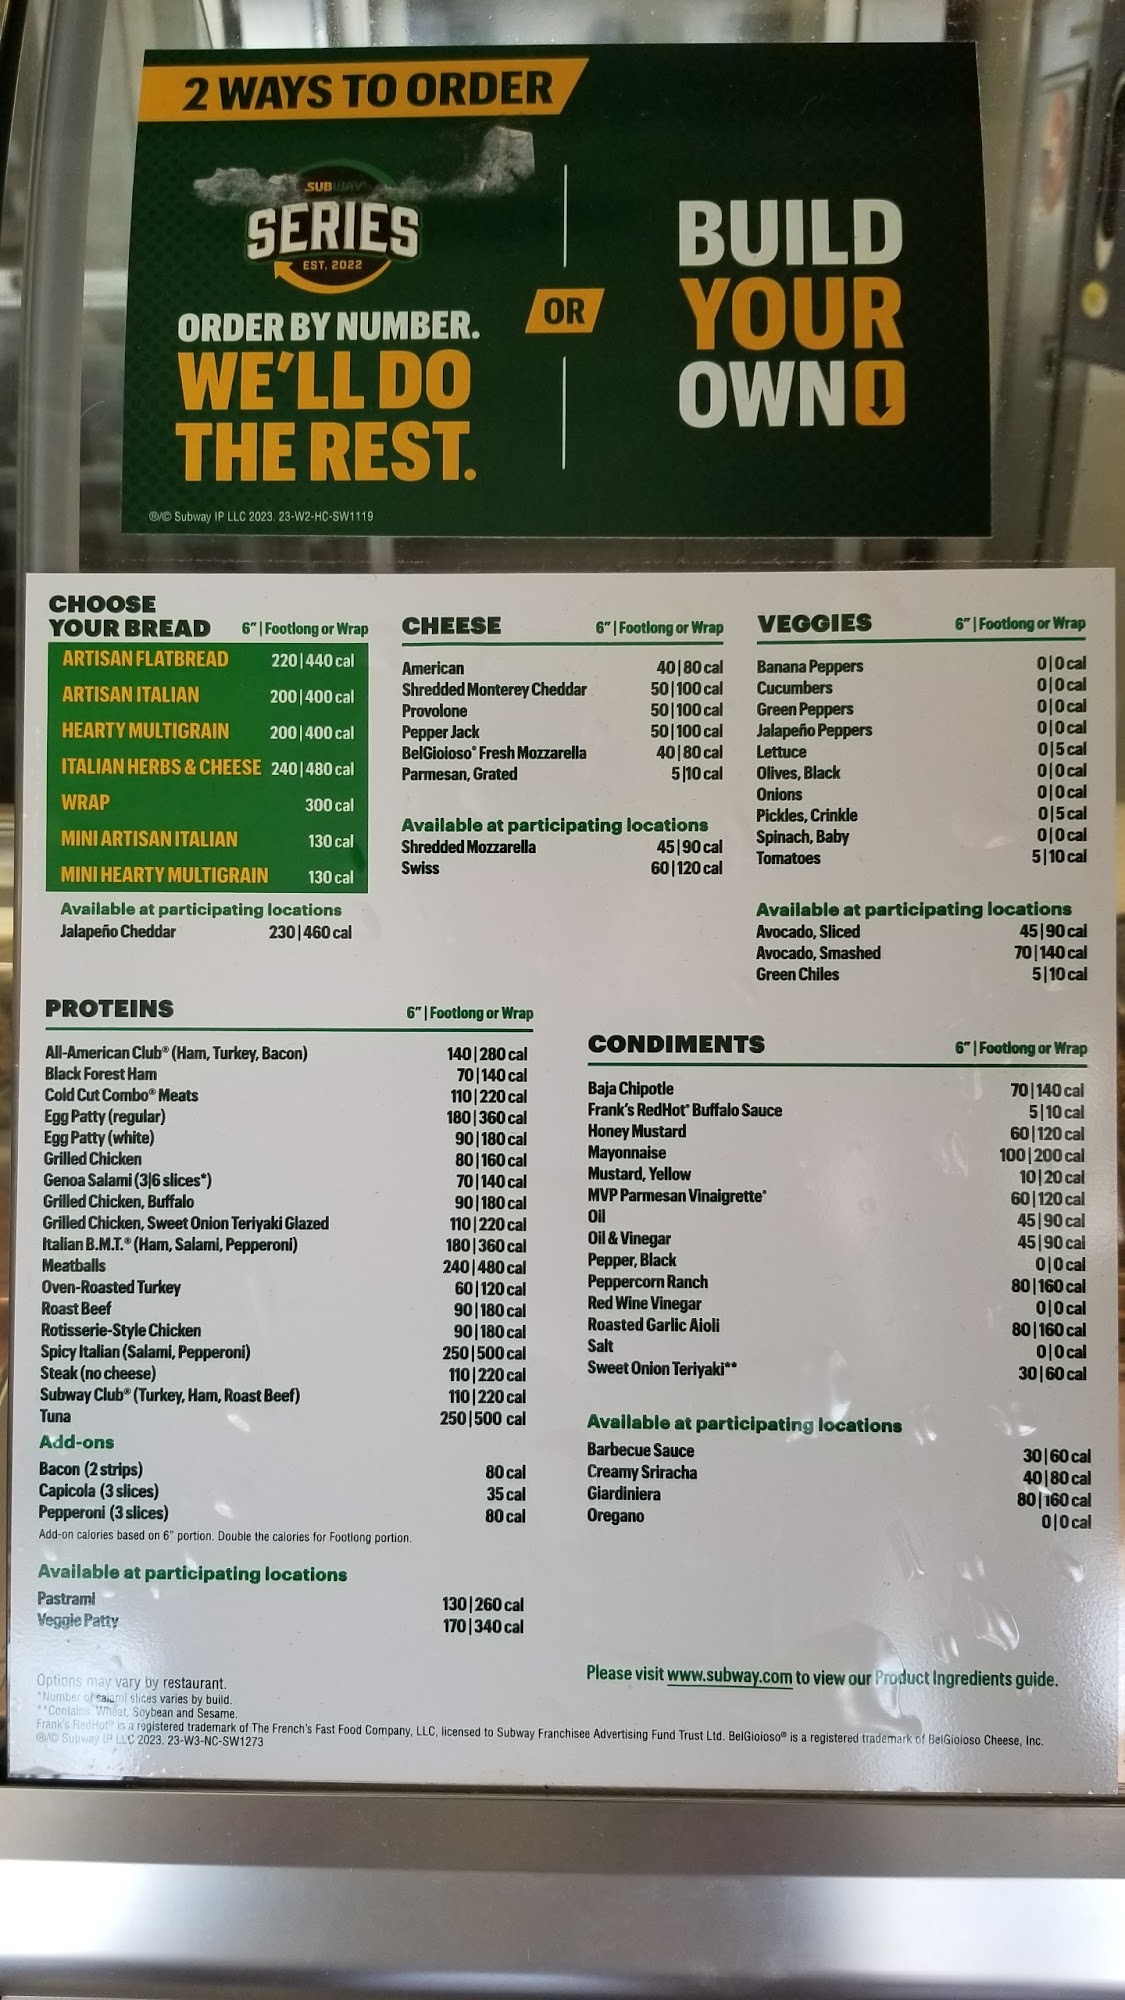 2 WAYS TO ORDER
SUBWAY
SERIES
EST. 2022
ORDER BY NUMBER.
WE'LL DO
THE REST.
OR
BUILD
YOUR
OWN
®/© Subway IP LLC 2023. 23-W2-HC-SW1119
CHOOSE
YOUR BREAD 6" | Footlong or Wrap
ARTISAN FLATBREAD 220|440 cal
ARTISAN ITALIAN 200|400 cal
HEARTY MULTIGRAIN 200|400 cal
ITALIAN HERBS & CHEESE 240|480 cal
WRAP 300 cal
MINI ARTISAN ITALIAN 130 cal
MINI HEARTY MULTIGRAIN 130 cal
Available at participating locations
Jalapeño Cheddar 230|460 cal
CHEESE 6" | Footlong or Wrap
American 40|80 cal
Shredded Monterey Cheddar 50|100 cal
Provolone 50|100 cal
Pepper Jack 50|100 cal
BelGioioso® Fresh Mozzarella 40|80 cal
Parmesan, Grated 5|10 cal
Available at participating locations
Shredded Mozzarella 45|90 cal
Swiss 60|120 cal
VEGGIES 6" | Footlong or Wrap
Banana Peppers 0|0 cal
Cucumbers 0|0 cal
Green Peppers 0|0 cal
Jalapeño Peppers 0|0 cal
Lettuce 0|5 cal
Olives, Black 0|0 cal
Onions 0|0 cal
Pickles, Crinkle 0|5 cal
Spinach, Baby 0|0 cal
Tomatoes 5|10 cal
Available at participating locations
Avocado, Sliced 45|90 cal
Avocado, Smashed 70|140 cal
Green Chiles 5|10 cal
PROTEINS 6" | Footlong or Wrap
All-American Club® (Ham, Turkey, Bacon) 140|280 cal
Black Forest Ham 70|140 cal
Cold Cut Combo® Meats 110|220 cal
Egg Patty (regular) 180|360 cal
Egg Patty (white) 90|180 cal
Grilled Chicken 80|160 cal
Genoa Salami (3|6 slices*) 70|140 cal
Grilled Chicken, Buffalo 90|180 cal
Grilled Chicken, Sweet Onion Teriyaki Glazed 110|220 cal
Italian B.M.T.® (Ham, Salami, Pepperoni) 180|360 cal
Meatballs 240|480 cal
Oven-Roasted Turkey 60|120 cal
Roast Beef 90|180 cal
Rotisserie-Style Chicken 90|180 cal
Spicy Italian (Salami, Pepperoni) 250|500 cal
Steak (no cheese) 110|220 cal
Subway Club® (Turkey, Ham, Roast Beef) 110|220 cal
Tuna 250|500 cal
Add-ons
Bacon (2 strips) 80 cal
Capicola (3 slices) 35 cal
Pepperoni (3 slices) 80 cal
Add-on calories based on 6" portion. Double the calories for Footlong portion.
Available at participating locations
Pastrami 130|260 cal
Veggie Patty 170|340 cal
CONDIMENTS 6" | Footlong or Wrap
Baja Chipotle 70|140 cal
Frank's RedHot® Buffalo Sauce 5|10 cal
Honey Mustard 60|120 cal
Mayonnaise 100|200 cal
Mustard, Yellow 10|20 cal
MVP Parmesan Vinaigrette® 60|120 cal
Oil 45|90 cal
Oil & Vinegar 45|90 cal
Pepper, Black 0|0 cal
Peppercorn Ranch 80|160 cal
Red Wine Vinegar 0|0 cal
Roasted Garlic Aioli 80|160 cal
Salt 0|0 cal
Sweet Onion Teriyaki** 30|60 cal
Available at participating locations
Barbecue Sauce 30|60 cal
Creamy Sriracha 40|80 cal
Giardiniera 80|160 cal
Oregano 0|0 cal
Please visit www.subway.com to view our Product Ingredients guide.
Options may vary by restaurant.
*Number of salami slices varies by build.
**Contains Wheat, Soybean and Sesame.
Frank's RedHot® is a registered trademark of The French's Fast Food Company, LLC, licensed to Subway Franchisee Advertising Fund Trust Ltd. BelGioioso® is a registered trademark of BelGioioso Cheese, Inc.
®/© Subway IP LLC 2023. 23-W3-NC-SW1273